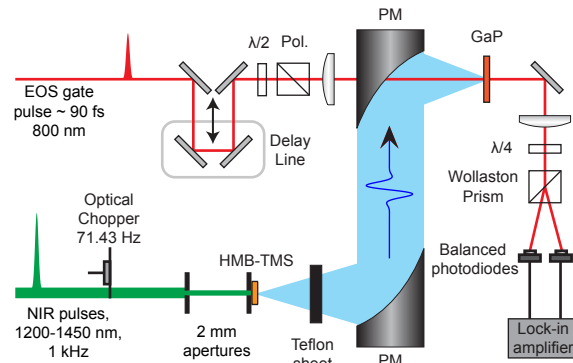 PM
λ/2 Pol.
GaP
EOS gate
pulse ~ 90 fs
800 nm
Delay
Line
λ/4
Wollaston
Prism
Optical
Chopper
71.43 Hz
HMB-TMS
Balanced
photodiodes
NIR pulses,
1200-1450 nm,
1 kHz
2 mm
apertures
Teflon
sheet
PM
Lock-in
amplifier